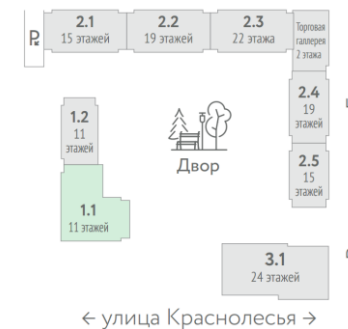 P
2.1
15 этажей
2.2
19 этажей
2.3
22 этажа
Торговая
галлерея
2 этажа
1.2
11
этажей
Двор
2.4
19
этажей
1.1
11 этажей
2.5
15
этажей
3.1
24 этажей
← улица Краснолесья →